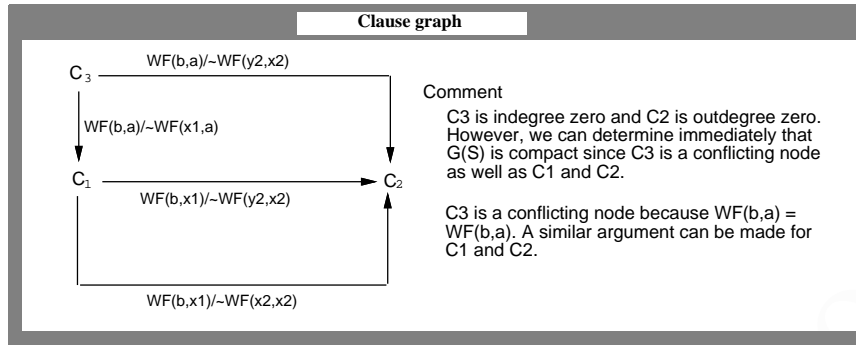 Clause graph
WF(b,a)/~WF(y2,x2)
C3
WF(b,a)/~WF(x1,a)
C1
C2
WF(b,x1)/~WF(y2,x2)
WF(b,x1)/~WF(x2,x2)
Comment
C3 is indegree zero and C2 is outdegree zero.
However, we can determine immediately that
G(S) is compact since C3 is a conflicting node
as well as C1 and C2.
C3 is a conflicting node because WF(b,a) =
WF(b,a). A similar argument can be made for
C1 and C2.